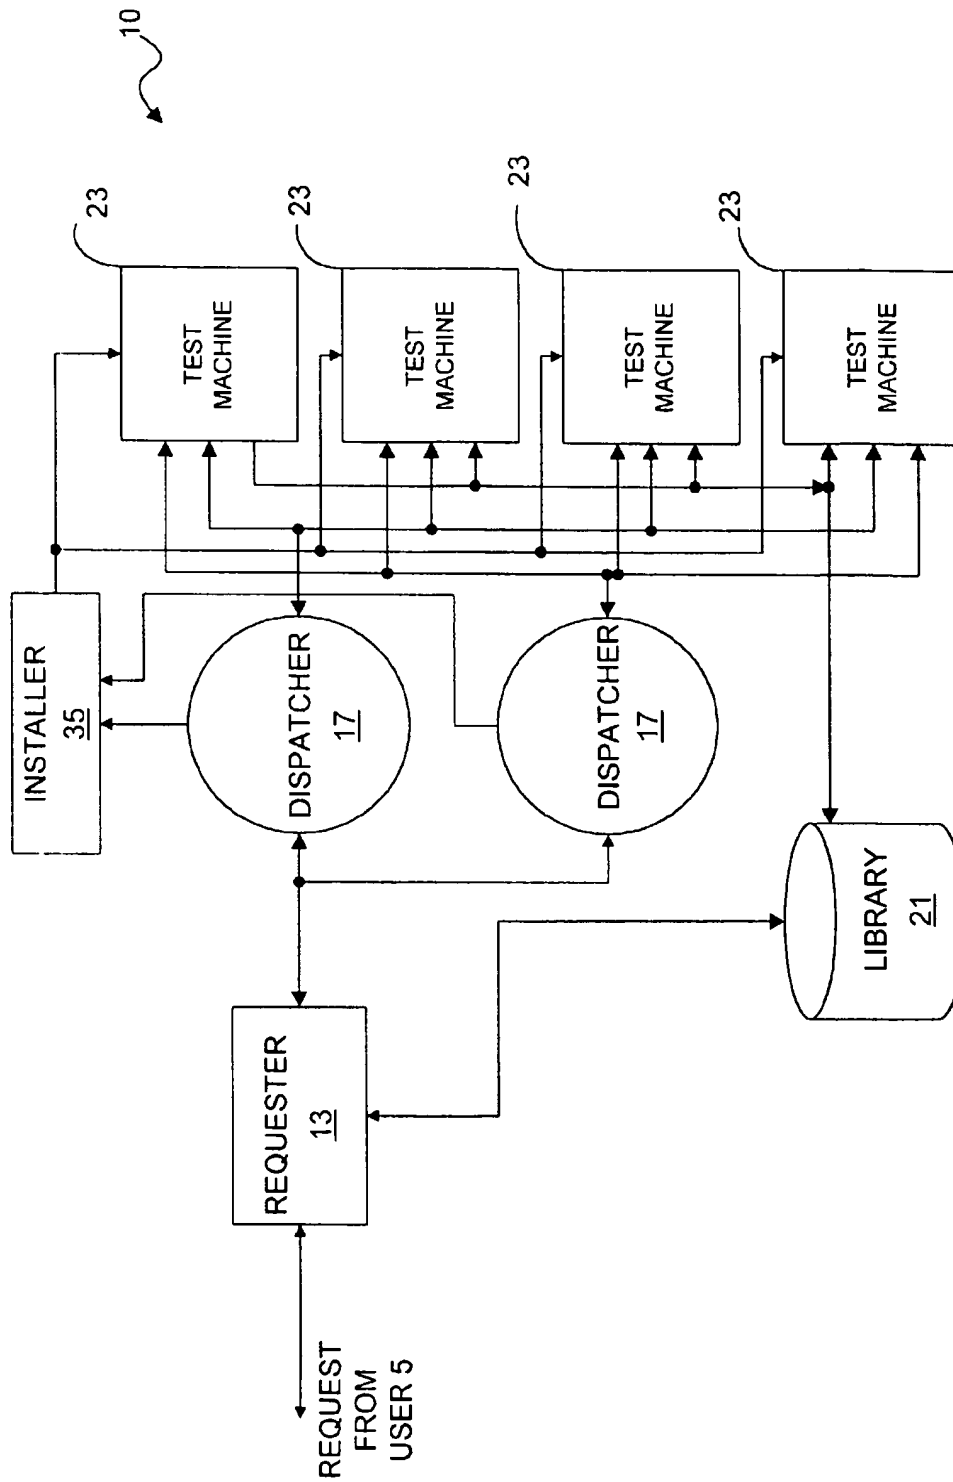 10
INSTALLER
35
23
TEST
MACHINE
23
TEST
MACHINE
23
TEST
MACHINE
23
TEST
MACHINE
DISPATCHER
17
DISPATCHER
17
REQUESTER
13
LIBRARY
21
REQUEST
FROM
USER 5